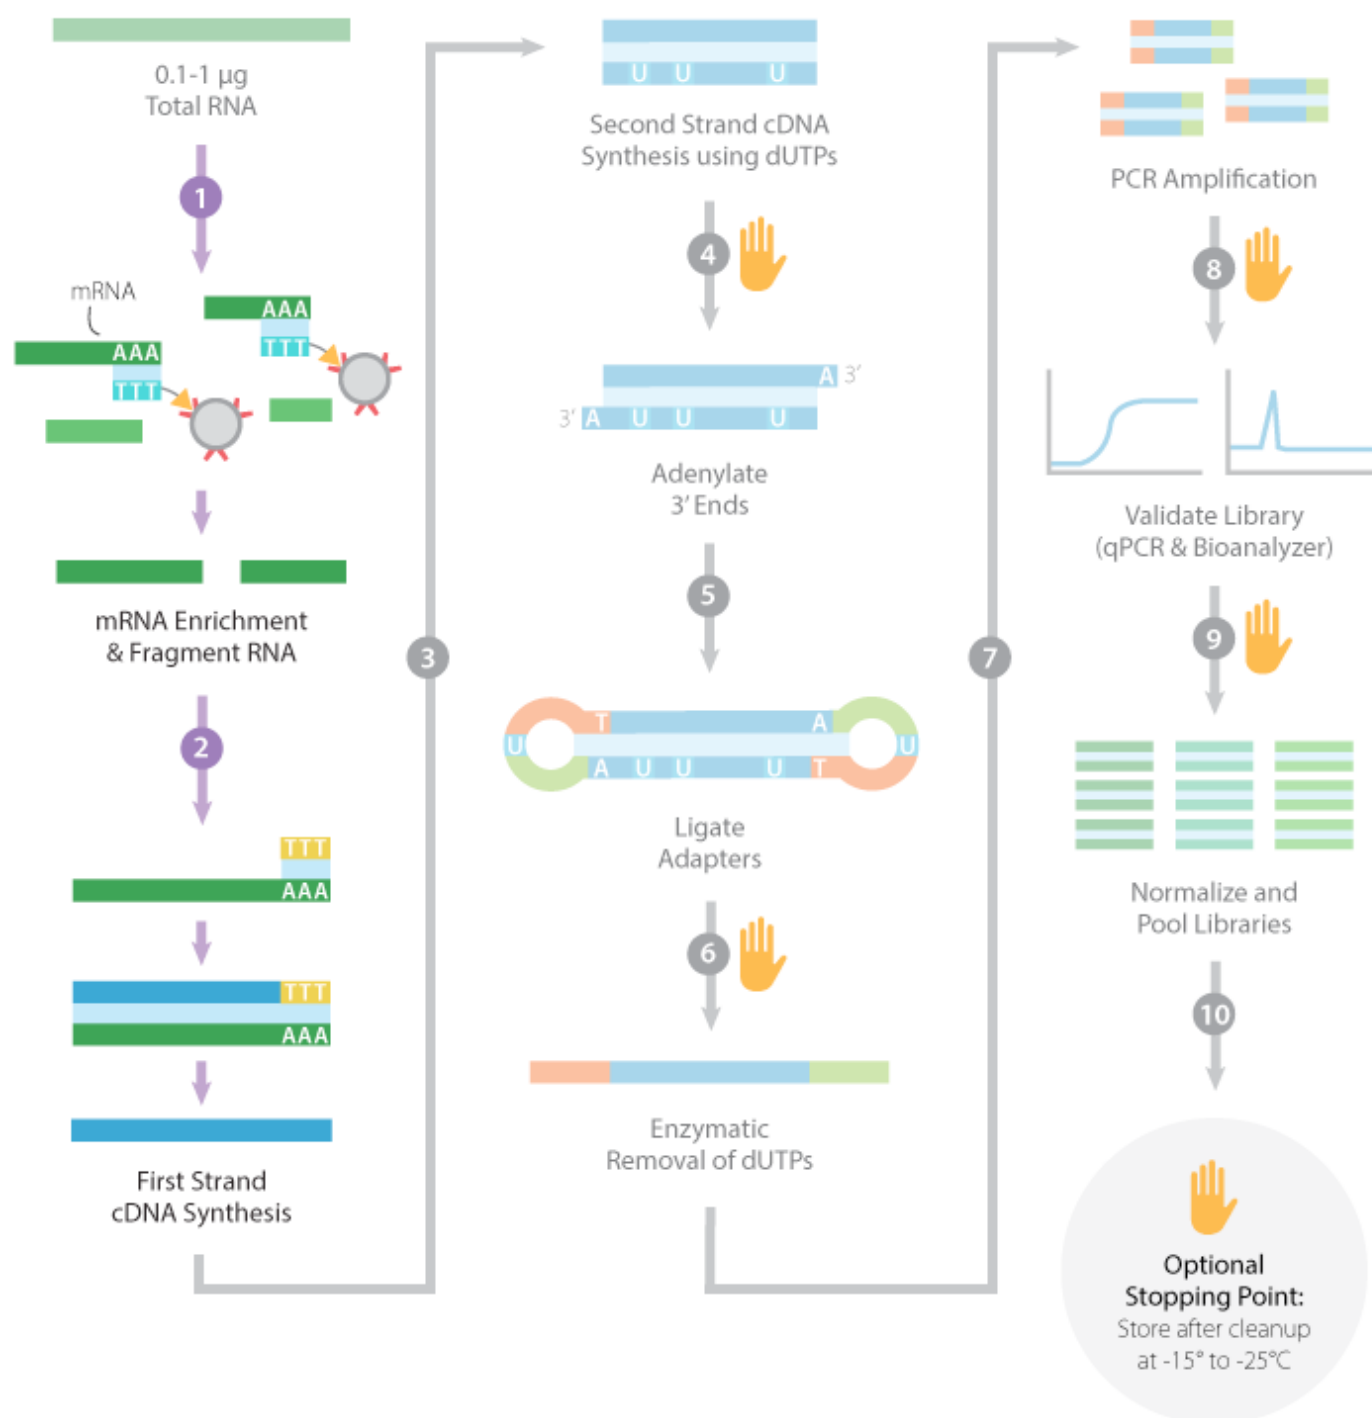 0.1-1 μg
Total RNA
1
mRNA
AAA
TTT
AAA
TTT
mRNA Enrichment
& Fragment RNA
2
TTT
AAA
TTT
AAA
First Strand
cDNA Synthesis
3
U U U
Second Strand cDNA
Synthesis using dUTPs
4
A 3′
3′ A U U U
Adenylate
3′ Ends
5
T A
U U
A U U U T
Ligate
Adapters
6
Enzymatic
Removal of dUTPs
7
PCR Amplification
8
Validate Library
(qPCR & Bioanalyzer)
9
Normalize and
Pool Libraries
10
Optional
Stopping Point:
Store after cleanup
at -15° to -25°C